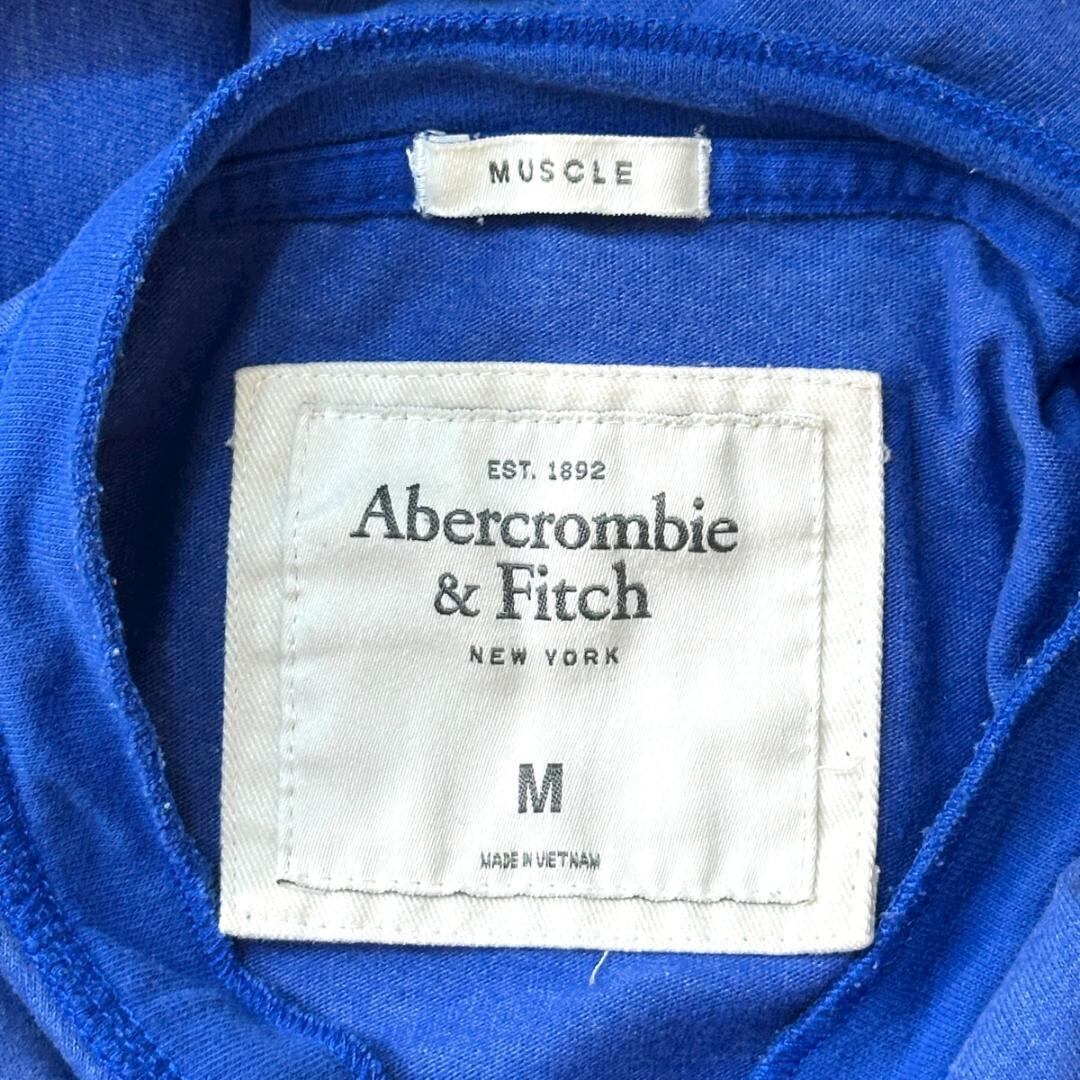 MUSCLE
EST. 1892
Abercrombie
& Fitch
NEW YORK
M
MADE IN VIETNAM